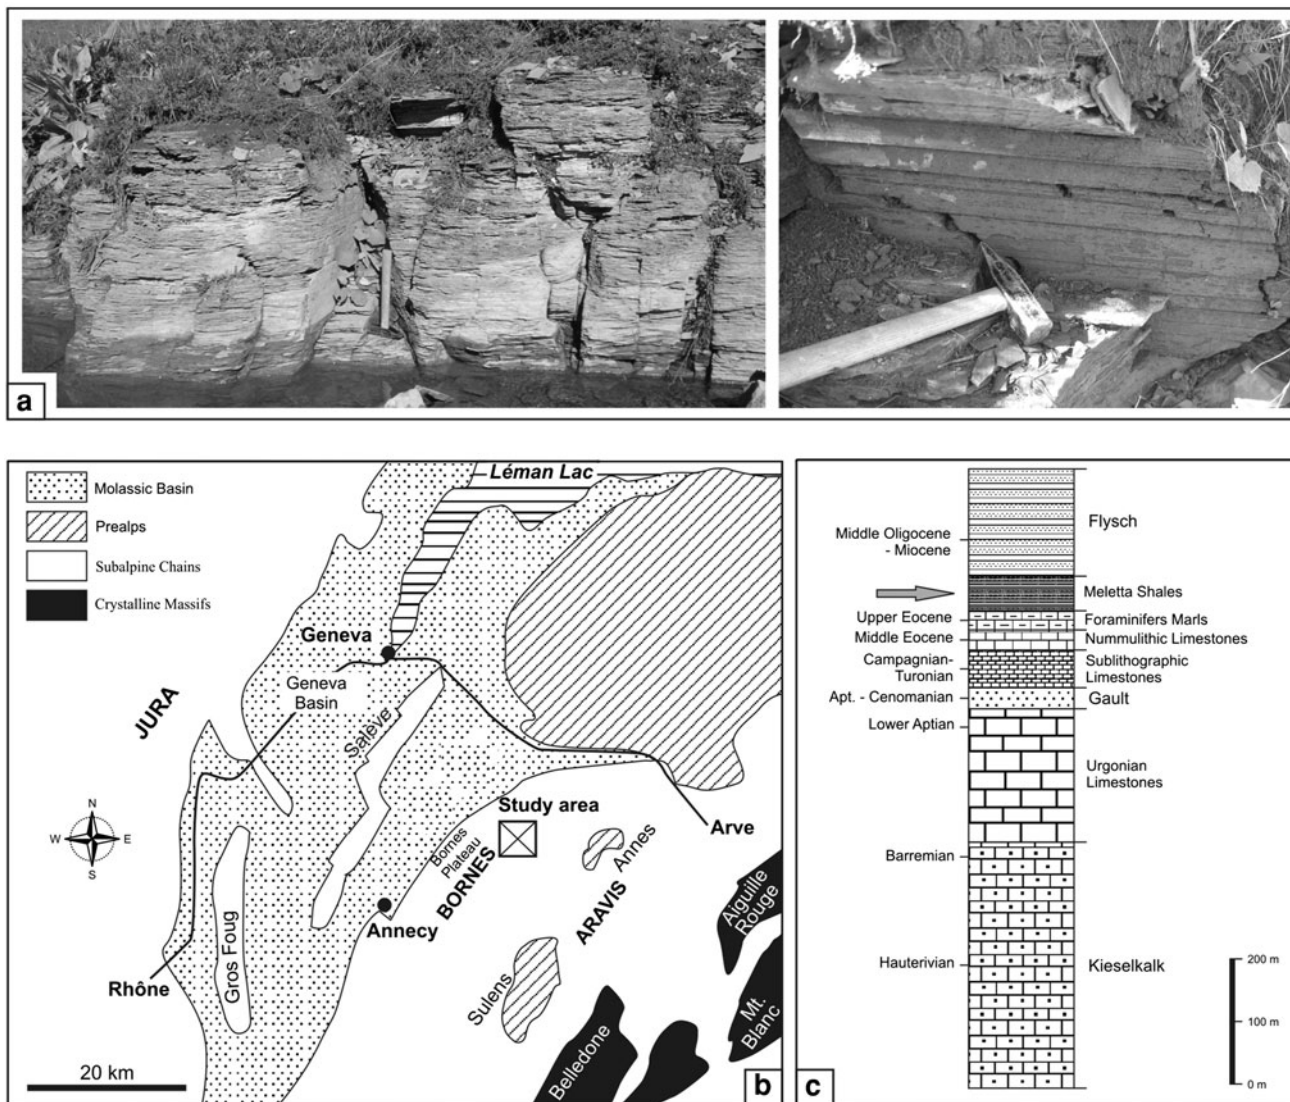 a
Molassic Basin
Prealps
Subalpine Chains
Crystalline Massifs
Léman Lac
Geneva
Geneva
Basin
JURA
Salève
N
W
E
S
Study area
Bornes
Plateau
BORNES
Annes
Arve
ARAVIS
Annecy
Gros Foug
Rhône
Sulens
Aiguille
Rouge
Mt.
Blanc
Belledone
20 km
b
Middle Oligocene
- Miocene
Flysch
Meletta Shales
Upper Eocene
Foraminifers Marls
Middle Eocene
Nummulithic Limestones
Campagnian-
Turonian
Sublithographic
Limestones
Apt. - Cenomanian
Gault
Lower Aptian
Urgonian
Limestones
Barremian
Hauterivian
Kieselkalk
200 m
100 m
0 m
c